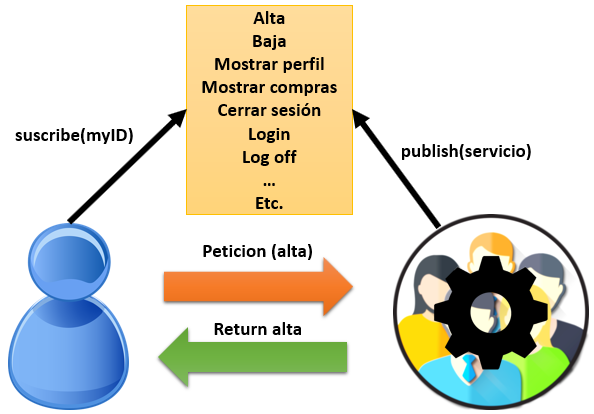 Alta
Baja
Mostrar perfil
Mostrar compras
Cerrar sesión
Login
Log off
...
Etc.
suscribe(myID)
publish(servicio)
Peticion (alta)
Return alta